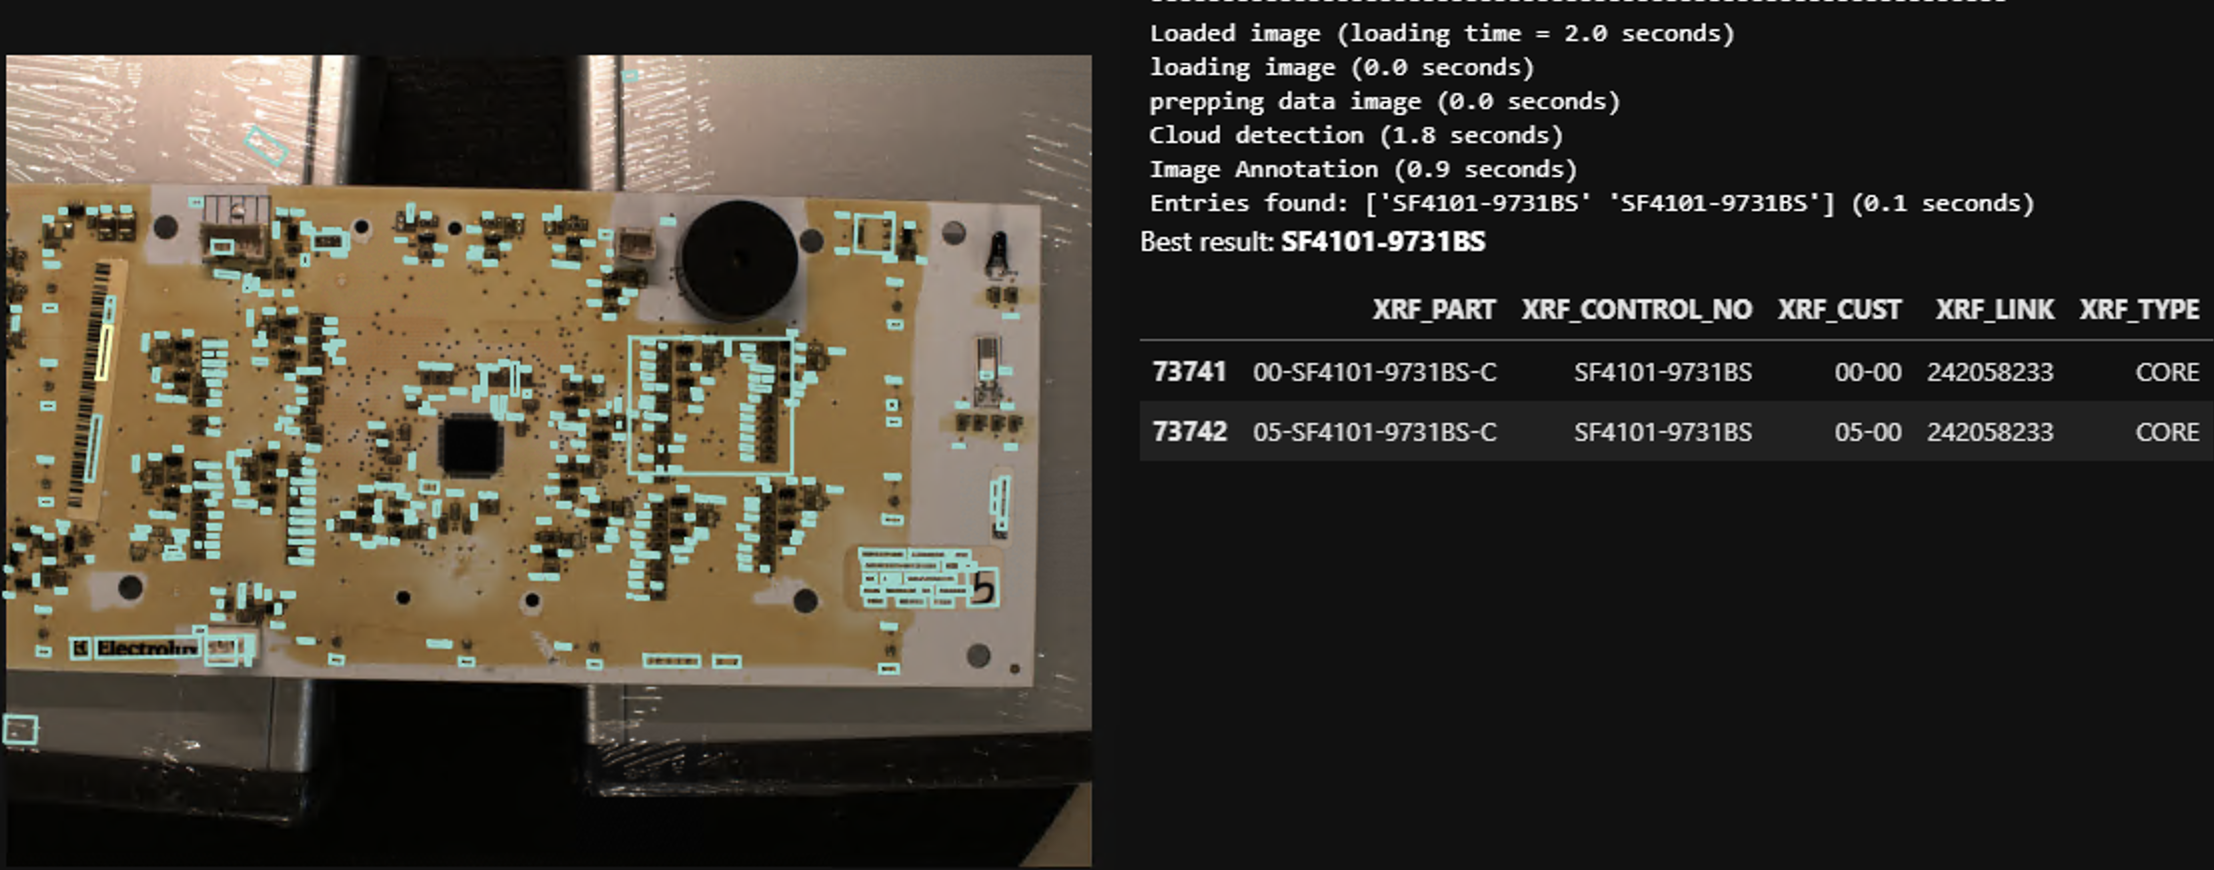 Loaded image (loading time = 2.0 seconds)
loading image (0.0 seconds)
prepping data image (0.0 seconds)
Cloud detection (1.8 seconds)
Image Annotation (0.9 seconds)
Entries found: ['SF4101-9731BS' 'SF4101-9731BS'] (0.1 seconds)
Best result: SF4101-9731BS
XRF_PART XRF_CONTROL_NO XRF_CUST XRF_LINK XRF_TYPE
73741 00-SF4101-9731BS-C SF4101-9731BS 00-00 242058233 CORE
73742 05-SF4101-9731BS-C SF4101-9731BS 05-00 242058233 CORE
5
Electrolux